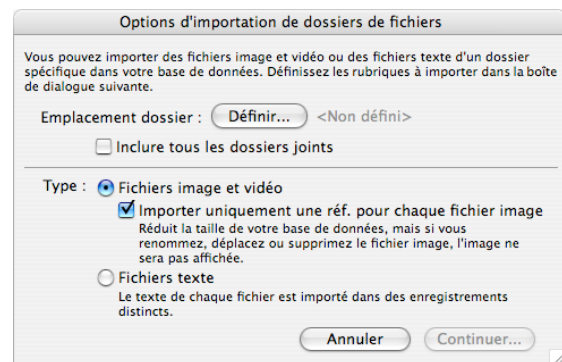 Options d'importation de dossiers de fichiers
Vous pouvez importer des fichiers image et vidéo ou des fichiers texte d'un dossier
spécifique dans votre base de données. Définissez les rubriques à importer dans la boîte
de dialogue suivante.
Emplacement dossier : Définir... <Non défini>
Inclure tous les dossiers joints
Type : Fichiers image et vidéo
Importer uniquement une réf. pour chaque fichier image
Réduit la taille de votre base de données, mais si vous
renommez, déplacez ou supprimez le fichier image, l'image ne
sera pas affichée.
Fichiers texte
Le texte de chaque fichier est importé dans des enregistrements
distincts.
Annuler Continuer...